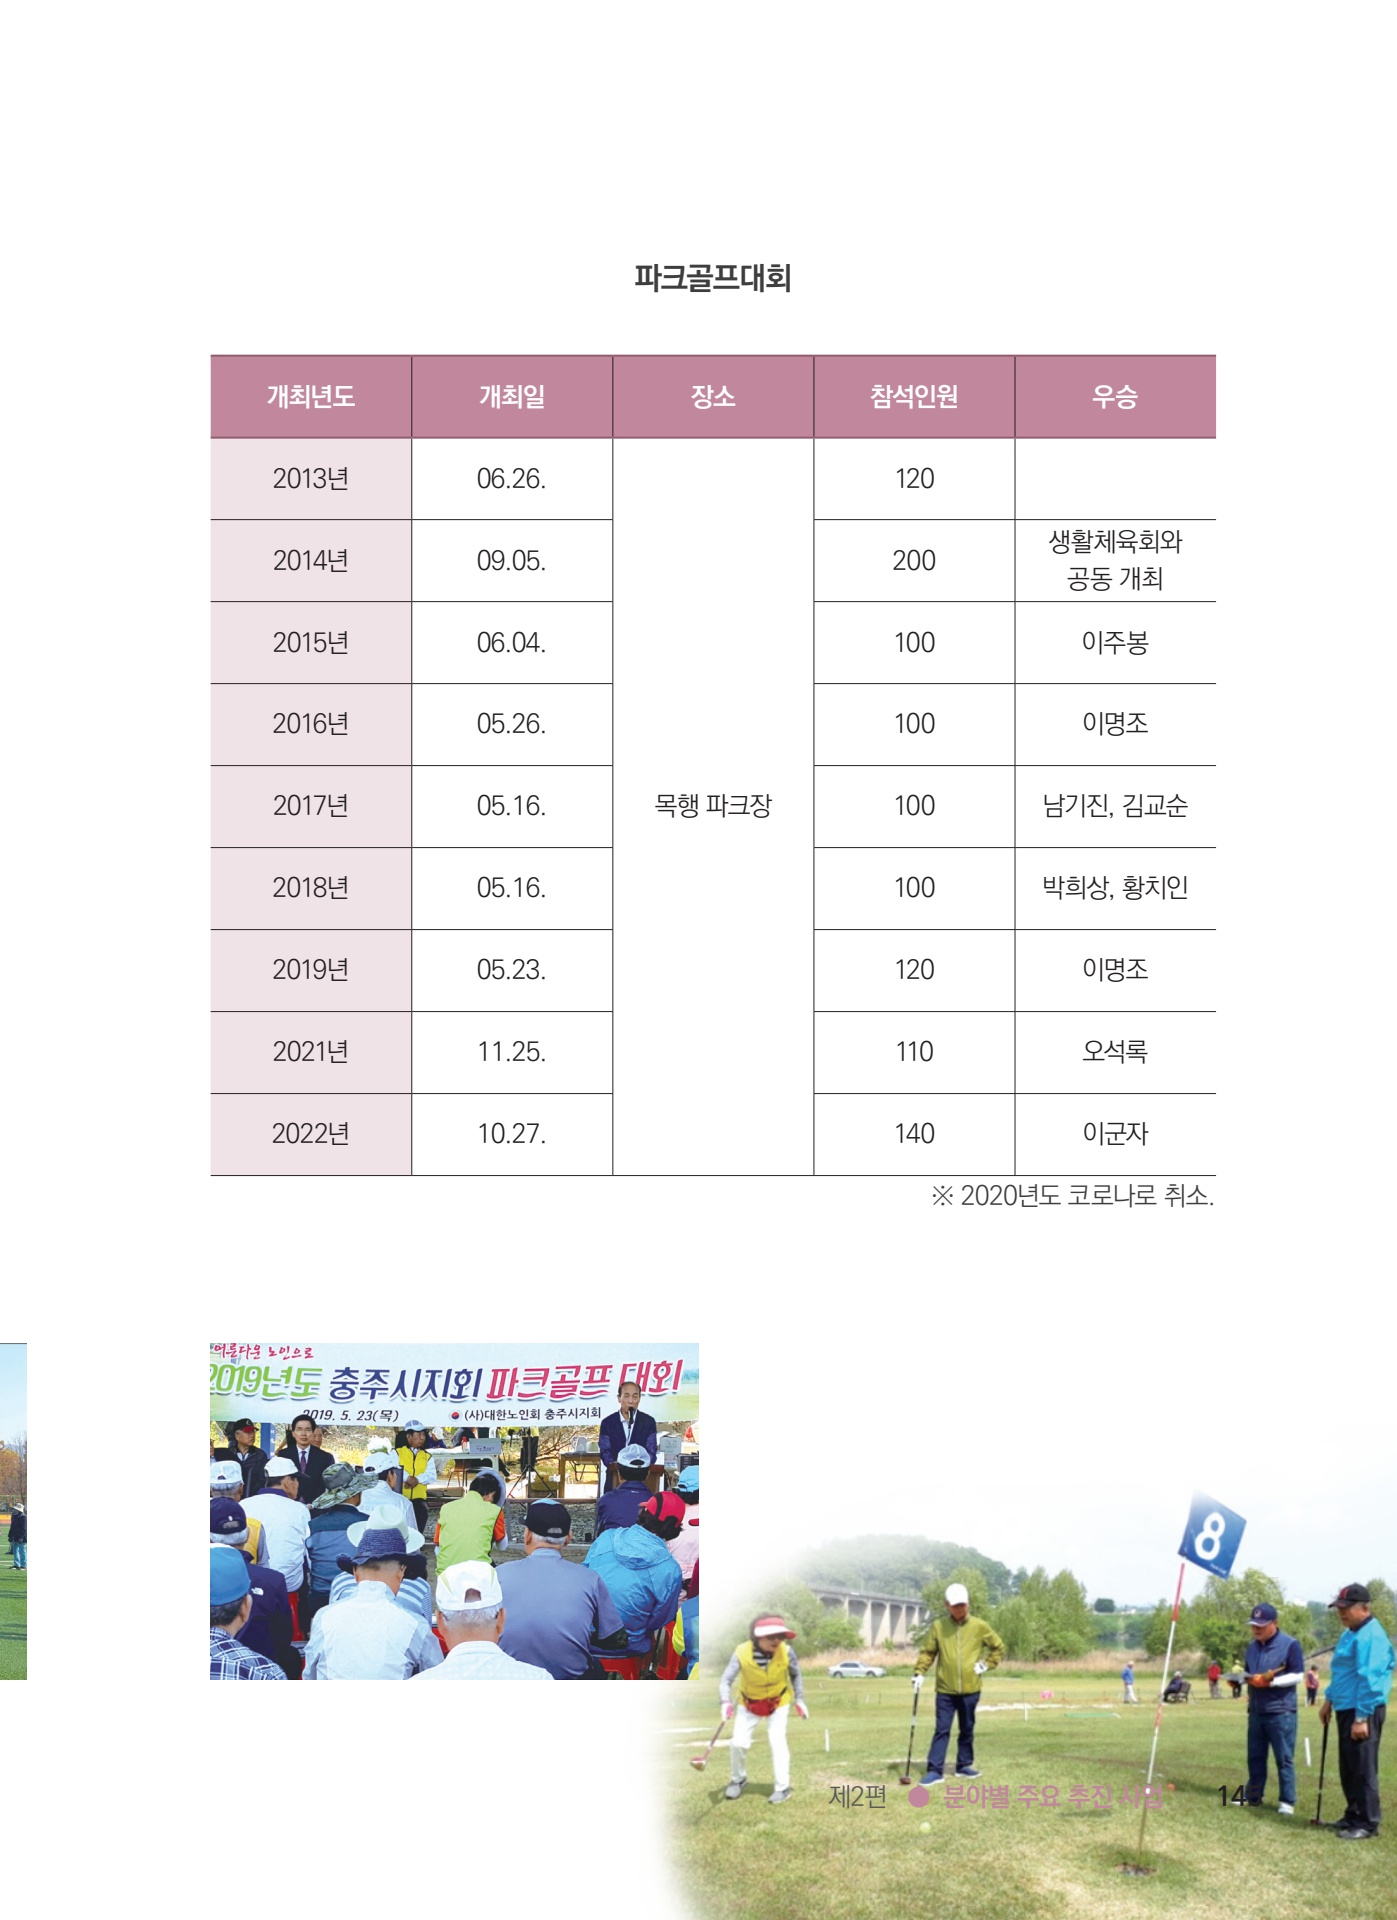 파크골프대회
개최년도 개최일 장소 참석인원 우승
2013년 06.26. 목행 파크장 120
2014년 09.05. 200 생활체육회와
공동 개최
2015년 06.04. 100 이주봉
2016년 05.26. 100 이명조
2017년 05.16. 100 남기진, 김교순
2018년 05.16. 100 박희상, 황치인
2019년 05.23. 120 이명조
2021년 11.25. 110 오석록
2022년 10.27. 140 이군자
※ 2020년도 코로나로 취소.
노인으로
2019년도 충주시지회 파크골프 대회
2019. 5. 23(목) (사)대한노인회 충주시지회
8
제2편 ● 분야별 주요 추진 사업